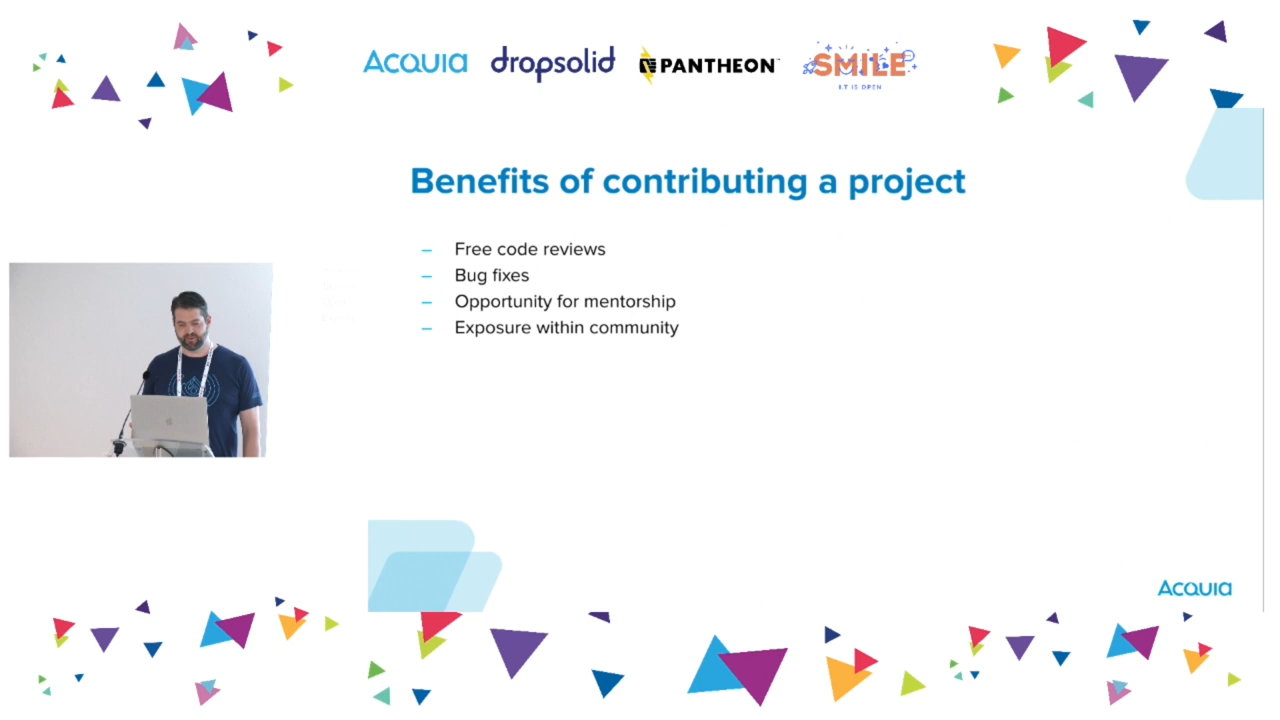 Acquia
dropsolid
PANTHEON
SMILE
I.T IS OPEN
Benefits of contributing a project
– Free code reviews
– Bug fixes
– Opportunity for mentorship
– Exposure within community
Acquia